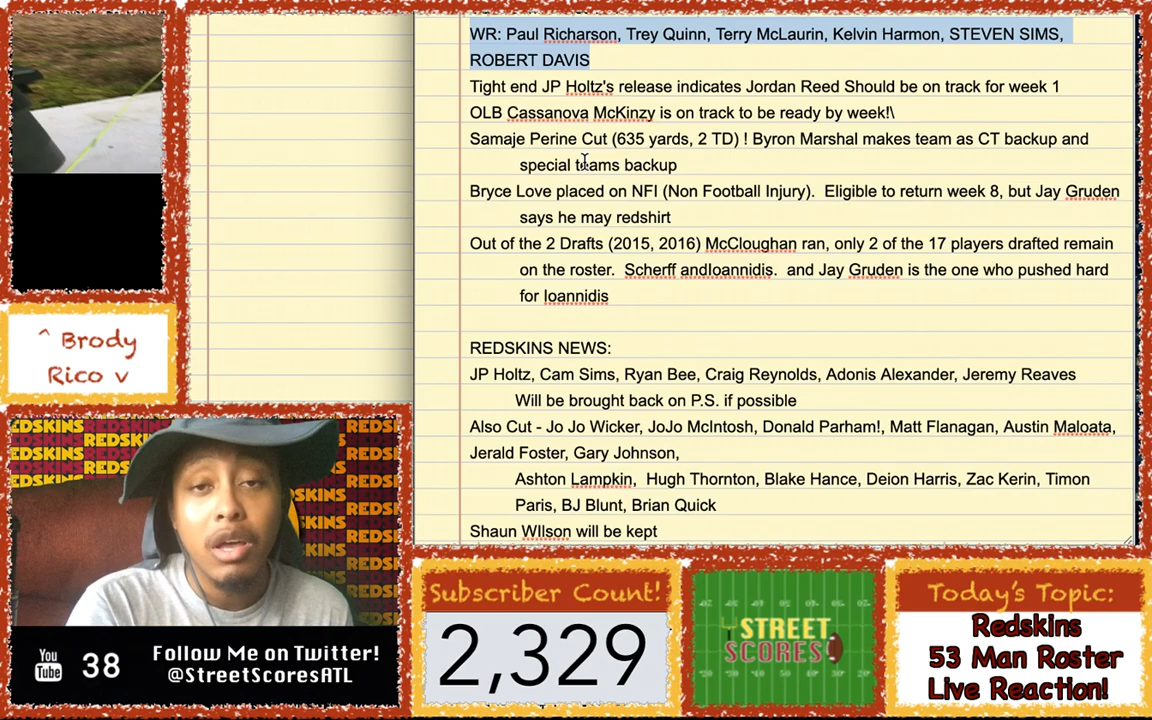 WR: Paul Richarson, Trey Quinn, Terry McLaurin, Kelvin Harmon, STEVEN SIMS,
ROBERT DAVIS
Tight end JP Holtz's release indicates Jordan Reed Should be on track for week 1
OLB Cassanova McKinzy is on track to be ready by week!\
Samaje Perine Cut (635 yards, 2 TD) ! Byron Marshal makes team as CT backup and
special teams backup
Bryce Love placed on NFI (Non Football Injury).  Eligible to return week 8, but Jay Gruden
says he may redshirt
Out of the 2 Drafts (2015, 2016) McCloughan ran, only 2 of the 17 players drafted remain
on the roster.  Scherff andIoannidis.  and Jay Gruden is the one who pushed hard
for Ioannidis
REDSKINS NEWS:
JP Holtz, Cam Sims, Ryan Bee, Craig Reynolds, Adonis Alexander, Jeremy Reaves
Will be brought back on P.S. if possible
Also Cut - Jo Jo Wicker, JoJo McIntosh, Donald Parham!, Matt Flanagan, Austin Maloata,
Jerald Foster, Gary Johnson,
Ashton Lampkin,  Hugh Thornton, Blake Hance, Deion Harris, Zac Kerin, Timon
Paris, BJ Blunt, Brian Quick
Shaun WIlson will be kept
^ Brody
Rico v
EDSKINS REDSKINS REDS
REDSKINS
You
Tube
38
Follow Me on Twitter!
@StreetScoresATL
Subscriber Count!
2,329
STREET
SCORES
Today's Topic:
Redskins
53 Man Roster
Live Reaction!